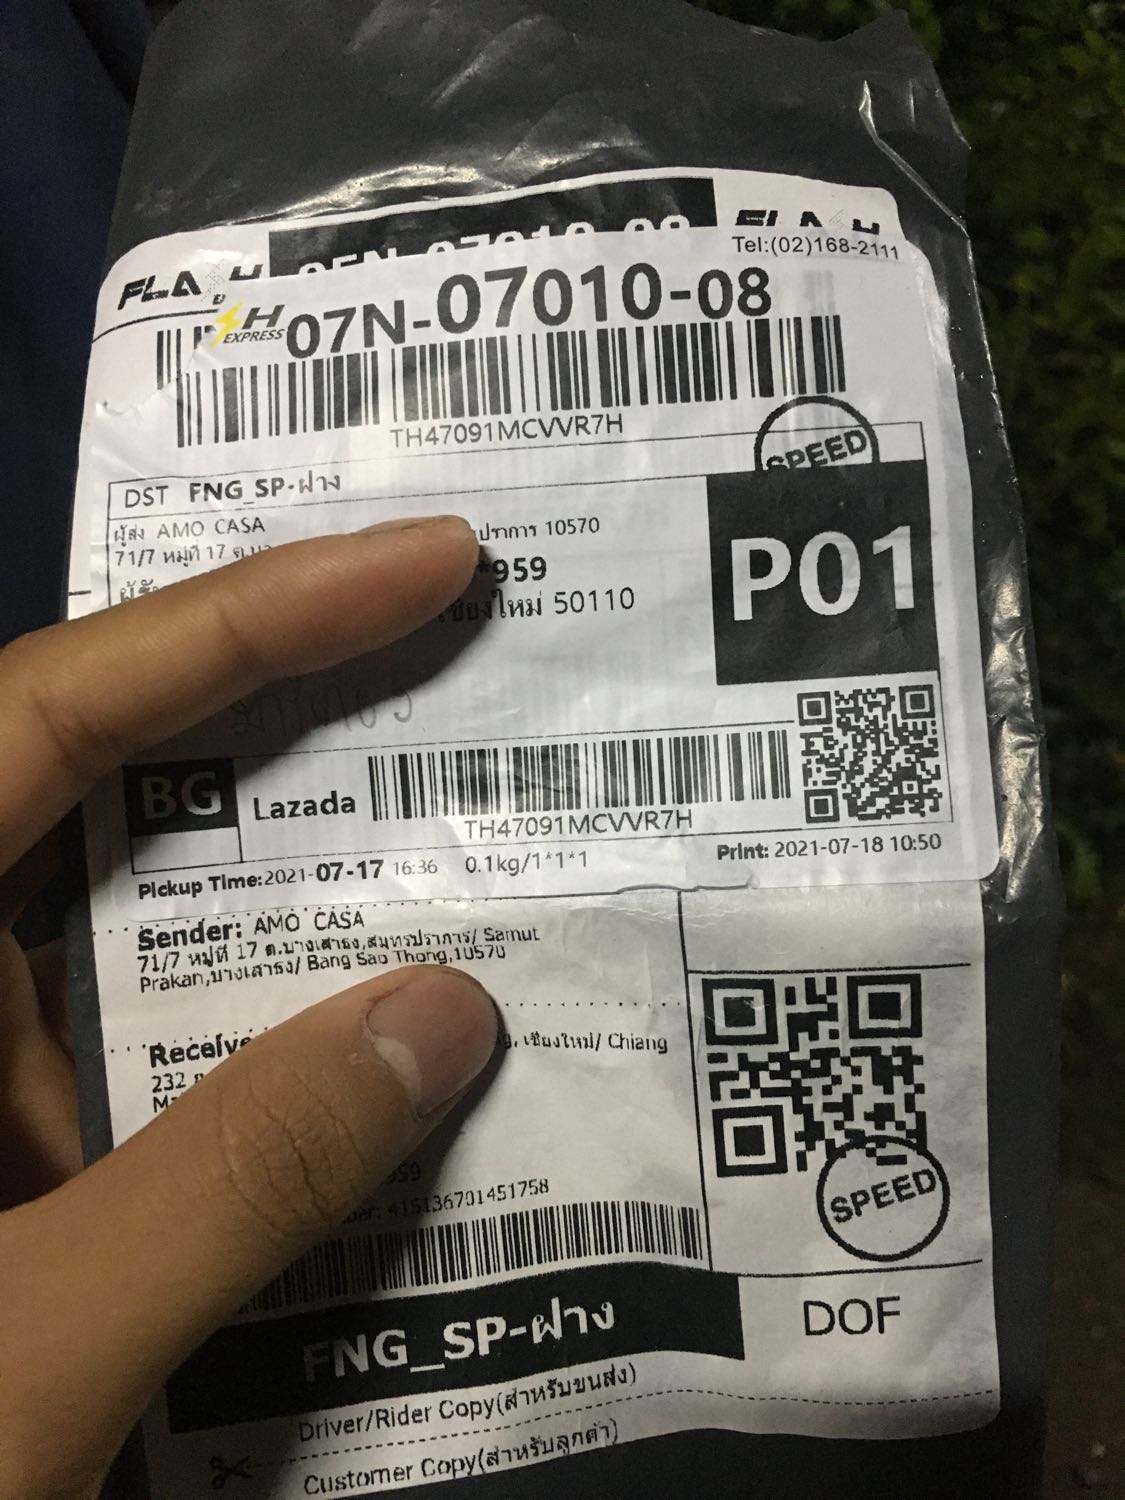 FLASH
Tel:(02)168-2111
EXPRESS
07N-07010-08
TH47091MCVVR7H
SPEED
DST FNG_SP-ฝาง
ผู้ส่ง AMO CASA
71/7 หมู่ที่ 17 10570
*959
P01
เชียงใหม่ 50110
BG
Lazada
TH47091MCVVR7H
Pickup Time:2021-07-17 16:36 0.1kg/1*1*1
Print: 2021-07-18 10:50
Sender: AMO CASA
71/7 หมู่ที่ 17 ต.บางเสาธง,สมุทรปราการ/ Samut
Prakan,บางเสาธง/ Bang Sao Thong,10570
เชียงใหม่/ Chiang
232
959
415136701451758
SPEED
FNG_SP-ฝาง
DOF
Driver/Rider Copy(สำหรับขนส่ง)
Customer Copy(สำหรับลูกค้า)